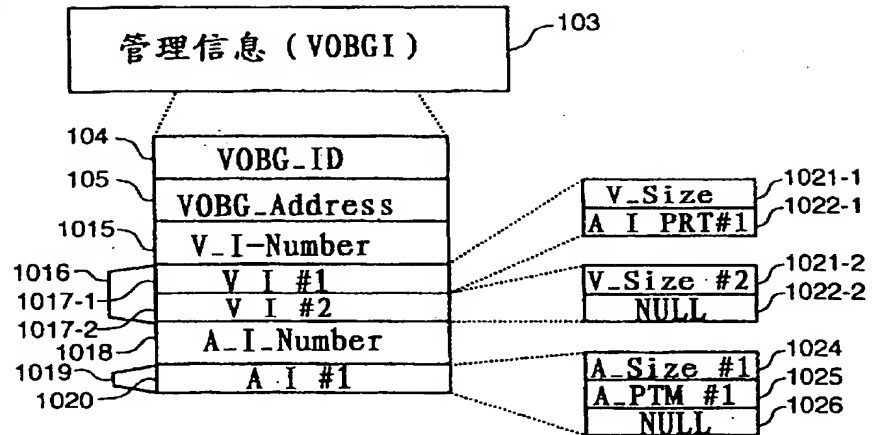 管理信息 (VOBGI)
103
104
VOBG_ID
105
VOBG_Address
1015
V_I-Number
1016
1017-1
V I #1
1017-2
V I #2
1018
A_I_Number
1019
1020
A I #1
V_Size
1021-1
A I PRT#1
1022-1
V_Size #2
1021-2
NULL
1022-2
A_Size #1
1024
A_PTM #1
1025
NULL
1026